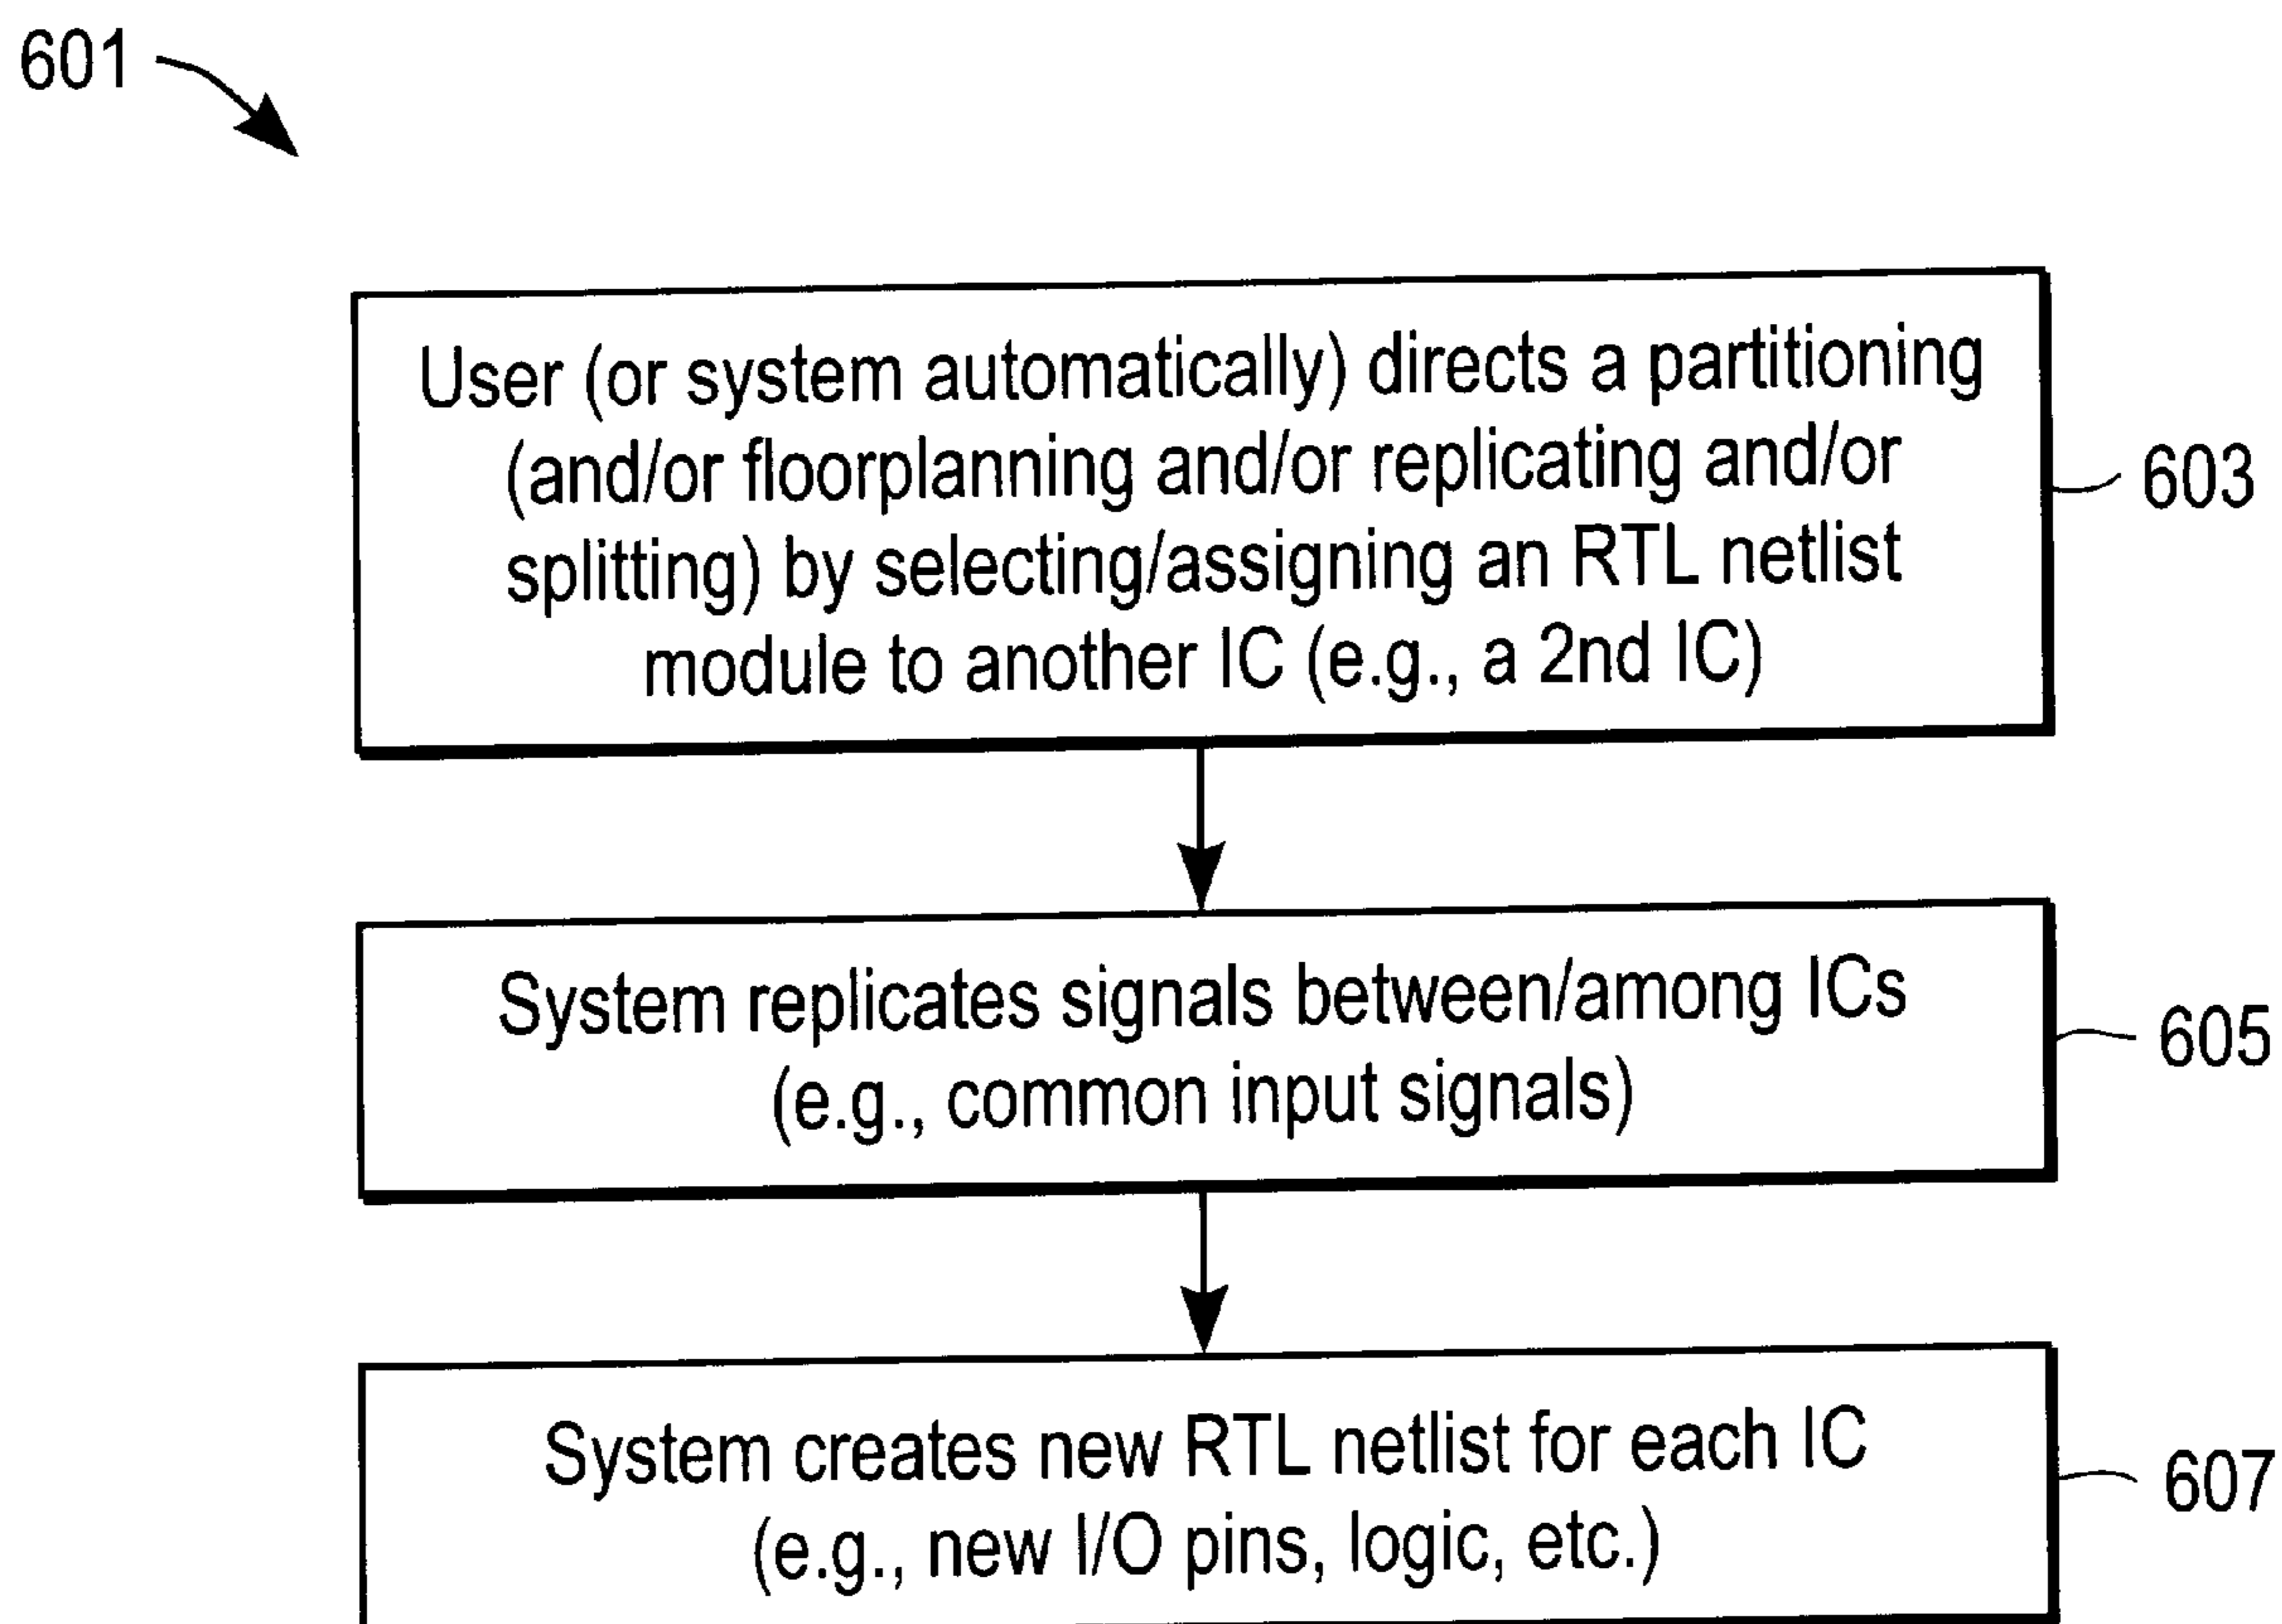 601
User (or system automatically) directs a partitioning
(and/or floorplanning and/or replicating and/or
splitting) by selecting/assigning an RTL netlist
module to another IC (e.g., a 2nd IC)
603
System replicates signals between/among ICs
(e.g., common input signals)
605
System creates new RTL netlist for each IC
(e.g., new I/O pins, logic, etc.)
607